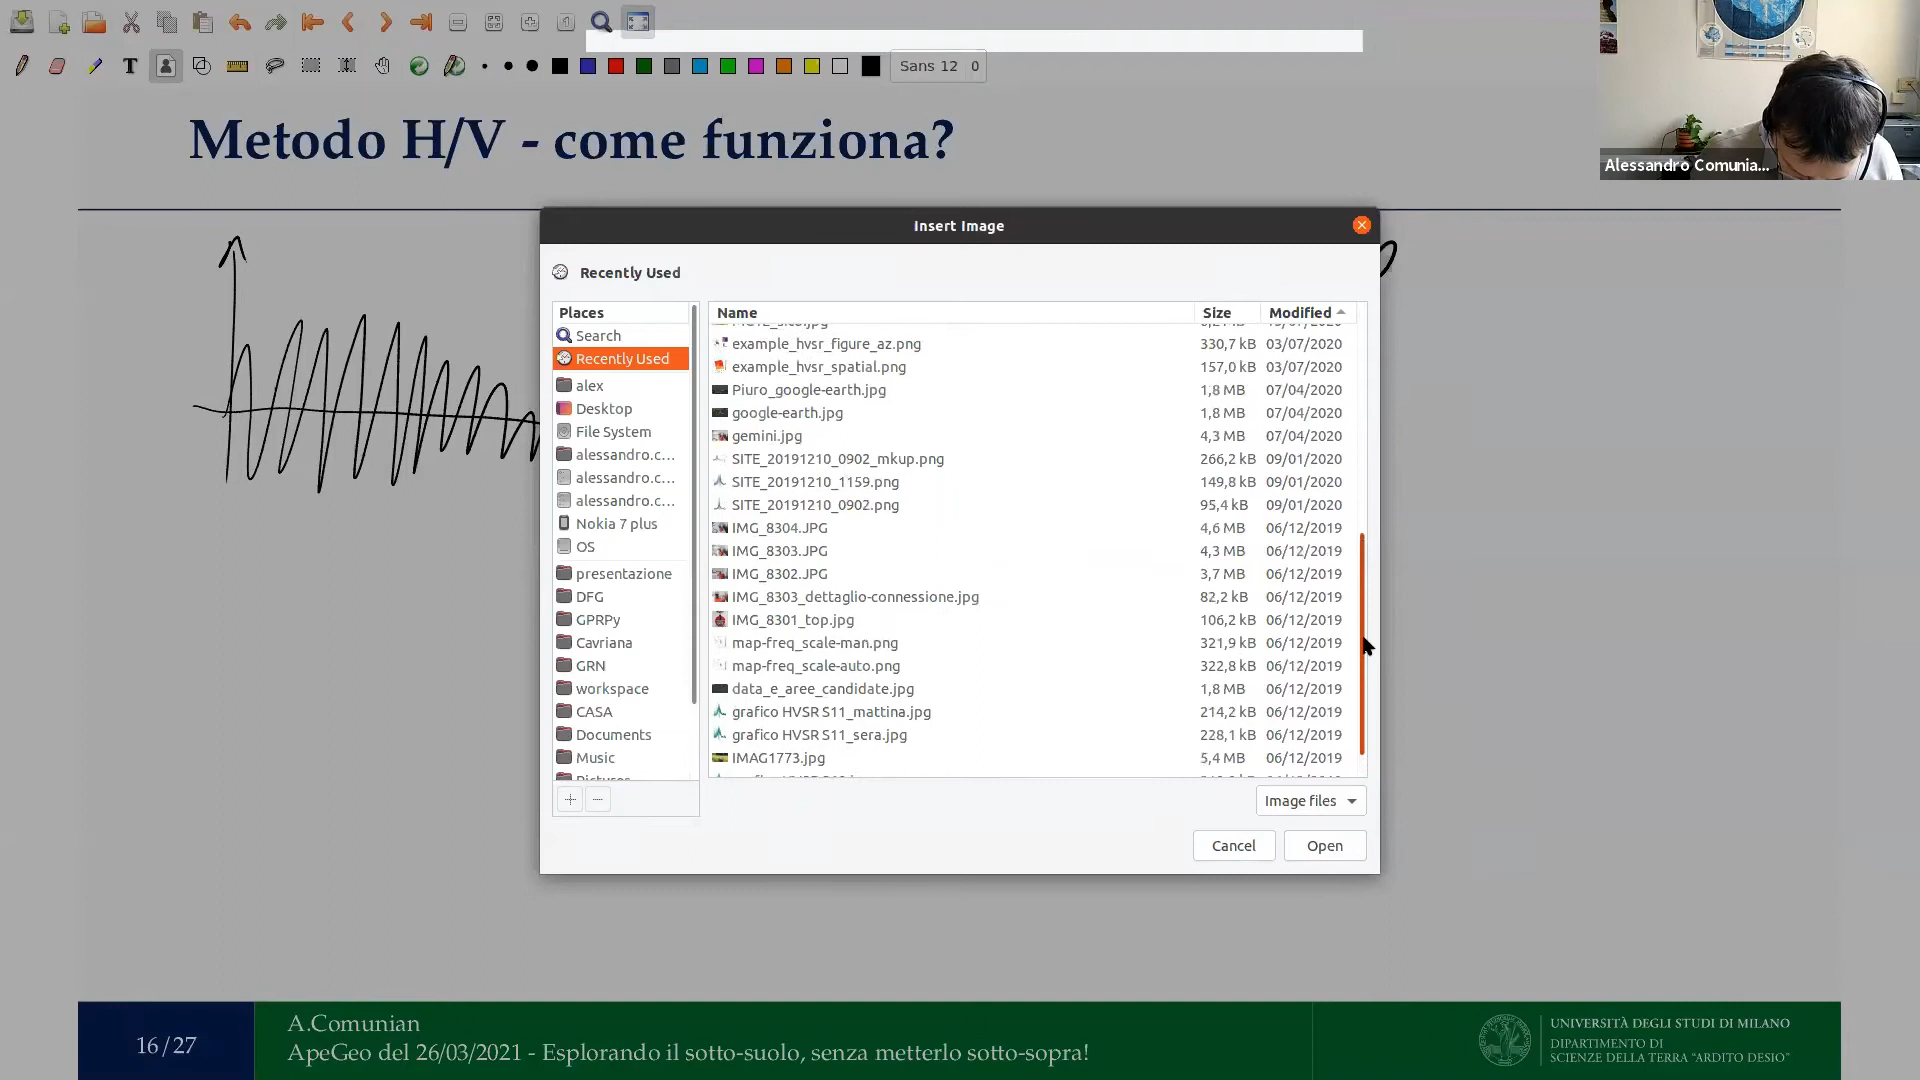 T
Sans 12 0
Metodo H/V - come funziona?
Alessandro Comunia...
Insert Image
Recently Used
Places
Search
Recently Used
alex
Desktop
File System
alessandro.c...
alessandro.c...
alessandro.c...
Nokia 7 plus
OS
presentazione
DFG
GPRPy
Cavriana
GRN
workspace
CASA
Documents
Music
Pictures
Name Size Modified
example_hvsr_figure_az.png 330,7 kB 03/07/2020
example_hvsr_spatial.png 157,0 kB 03/07/2020
Piuro_google-earth.jpg 1,8 MB 07/04/2020
google-earth.jpg 1,8 MB 07/04/2020
gemini.jpg 4,3 MB 07/04/2020
SITE_20191210_0902_mkup.png 266,2 kB 09/01/2020
SITE_20191210_1159.png 149,8 kB 09/01/2020
SITE_20191210_0902.png 95,4 kB 09/01/2020
IMG_8304.JPG 4,6 MB 06/12/2019
IMG_8303.JPG 4,3 MB 06/12/2019
IMG_8302.JPG 3,7 MB 06/12/2019
IMG_8303_dettaglio-connessione.jpg 82,2 kB 06/12/2019
IMG_8301_top.jpg 106,2 kB 06/12/2019
map-freq_scale-man.png 321,9 kB 06/12/2019
map-freq_scale-auto.png 322,8 kB 06/12/2019
data_e_aree_candidate.jpg 1,8 MB 06/12/2019
grafico HVSR S11_mattina.jpg 214,2 kB 06/12/2019
grafico HVSR S11_sera.jpg 228,1 kB 06/12/2019
IMAG1773.jpg 5,4 MB 06/12/2019
Image files
Cancel Open
16/27
A.Comunian
ApeGeo del 26/03/2021 - Esplorando il sotto-suolo, senza metterlo sotto-sopra!
UNIVERSITÀ DEGLI STUDI DI MILANO
DIPARTIMENTO DI
SCIENZE DELLA TERRA "ARDITO DESIO"